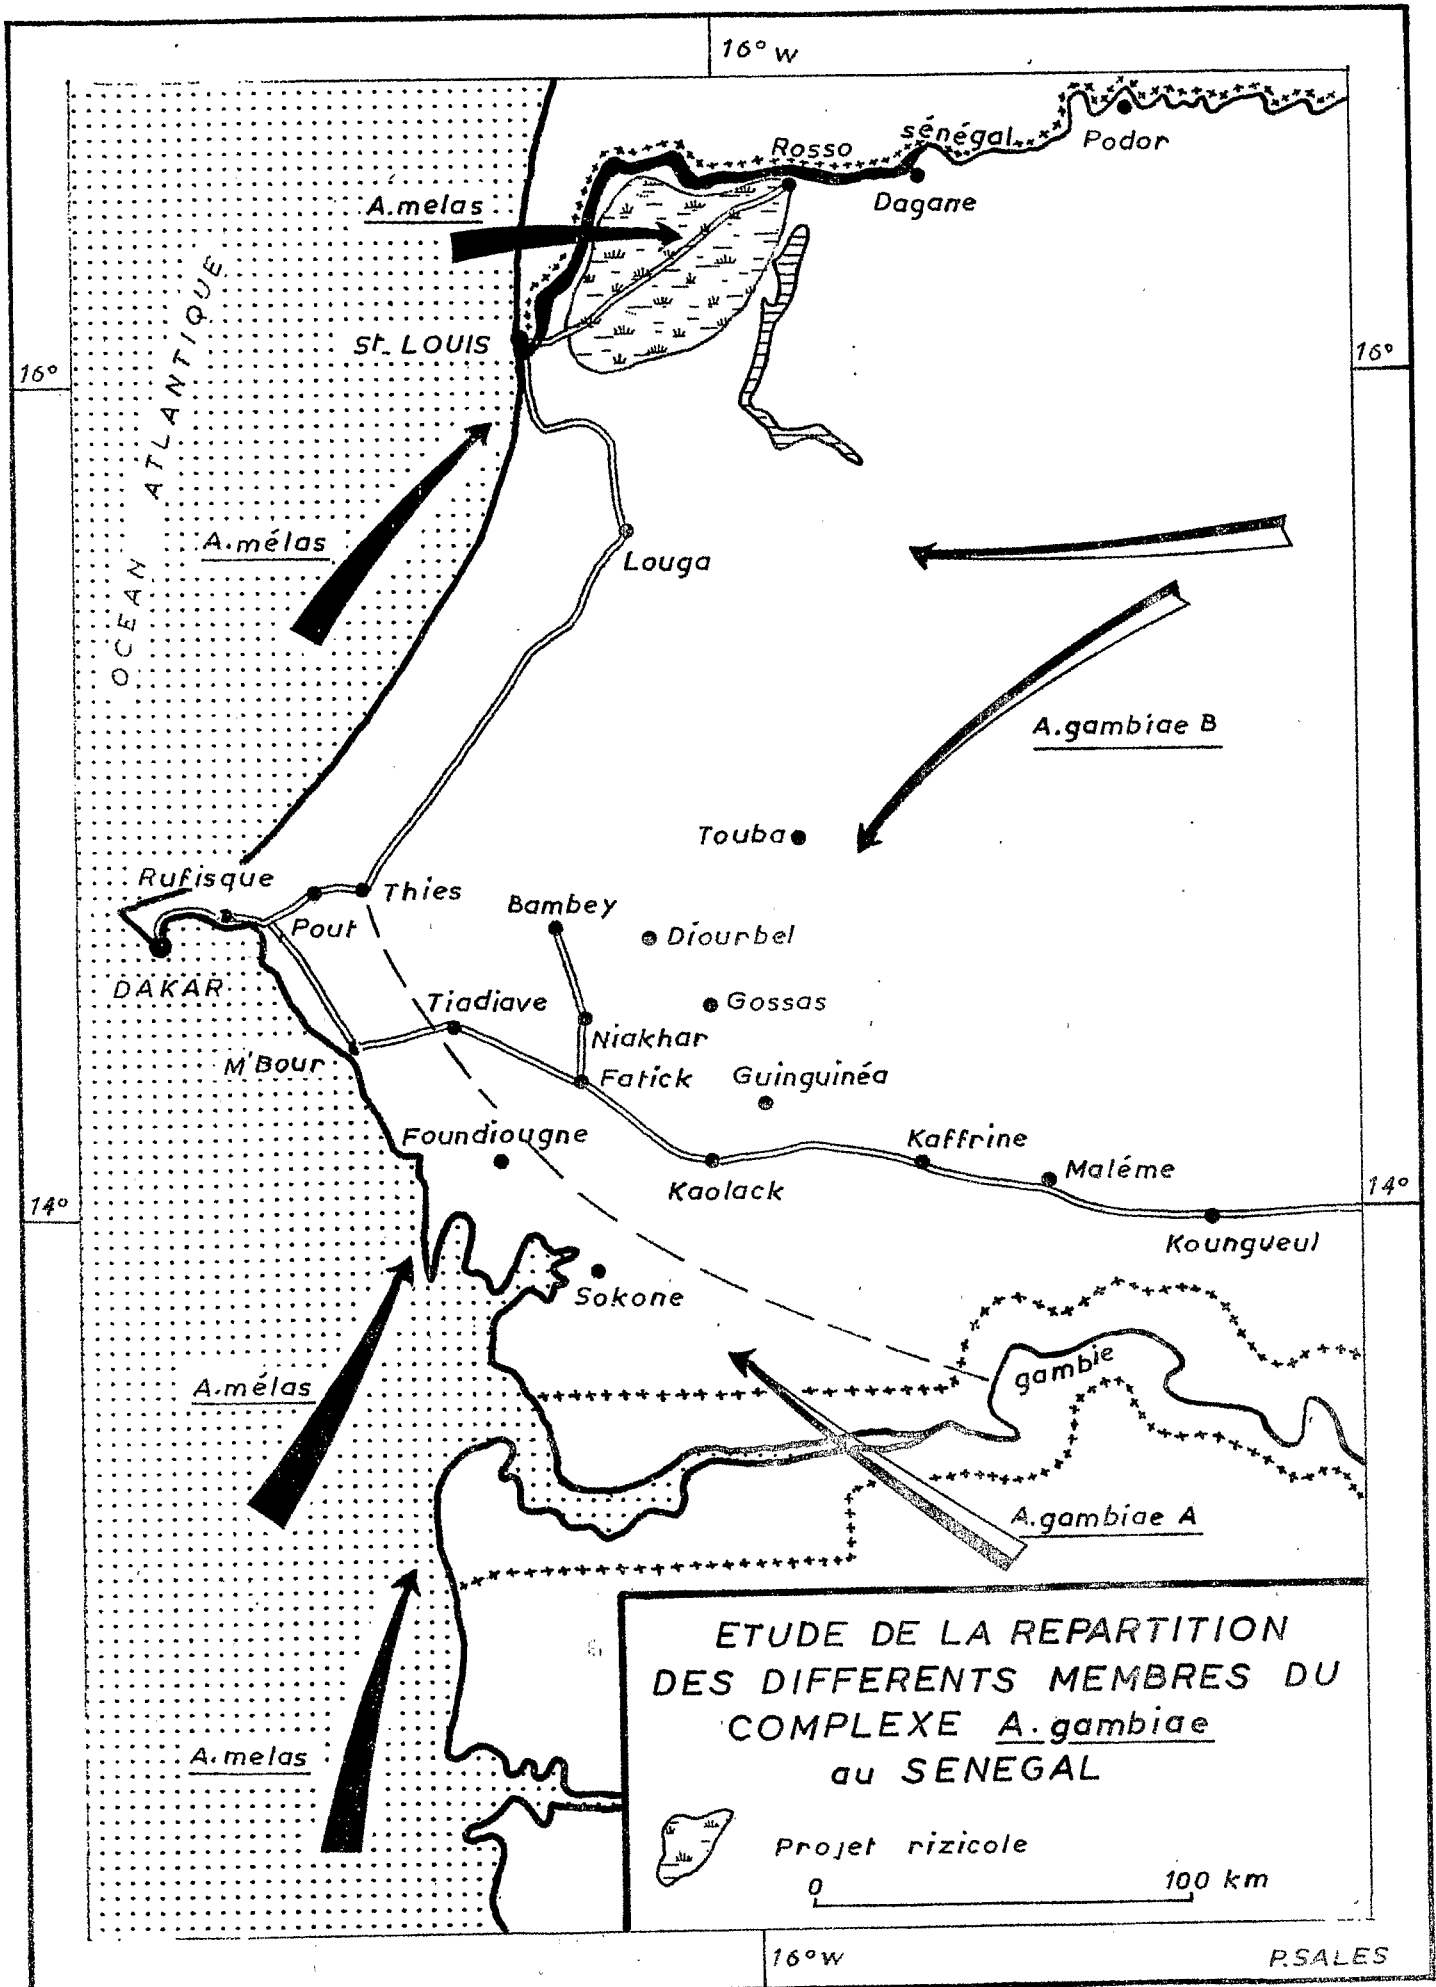 16° W
sénégal
Podor
Rosso
Dagane
A.melas
St_ LOUIS
16°
16°
OCEAN ATLANTIQUE
A.mélas
Louga
A.gambiae B
Touba
Rufisque
Thies
Pout
Bambey
Diourbel
DAKAR
Tiadiave
Gossas
Niakhar
M'Bour
Fatick
Guinguinéa
Foundiougne
Kaffrine
Maléme
Kaolack
14°
14°
Koungueul
Sokone
gambie
A.mélas
A.gambiae A
A.melas
ETUDE DE LA REPARTITION
DES DIFFERENTS MEMBRES DU
COMPLEXE A. gambiae
au SENEGAL
Projet rizicole
0
100 km
16° W
P.SALES